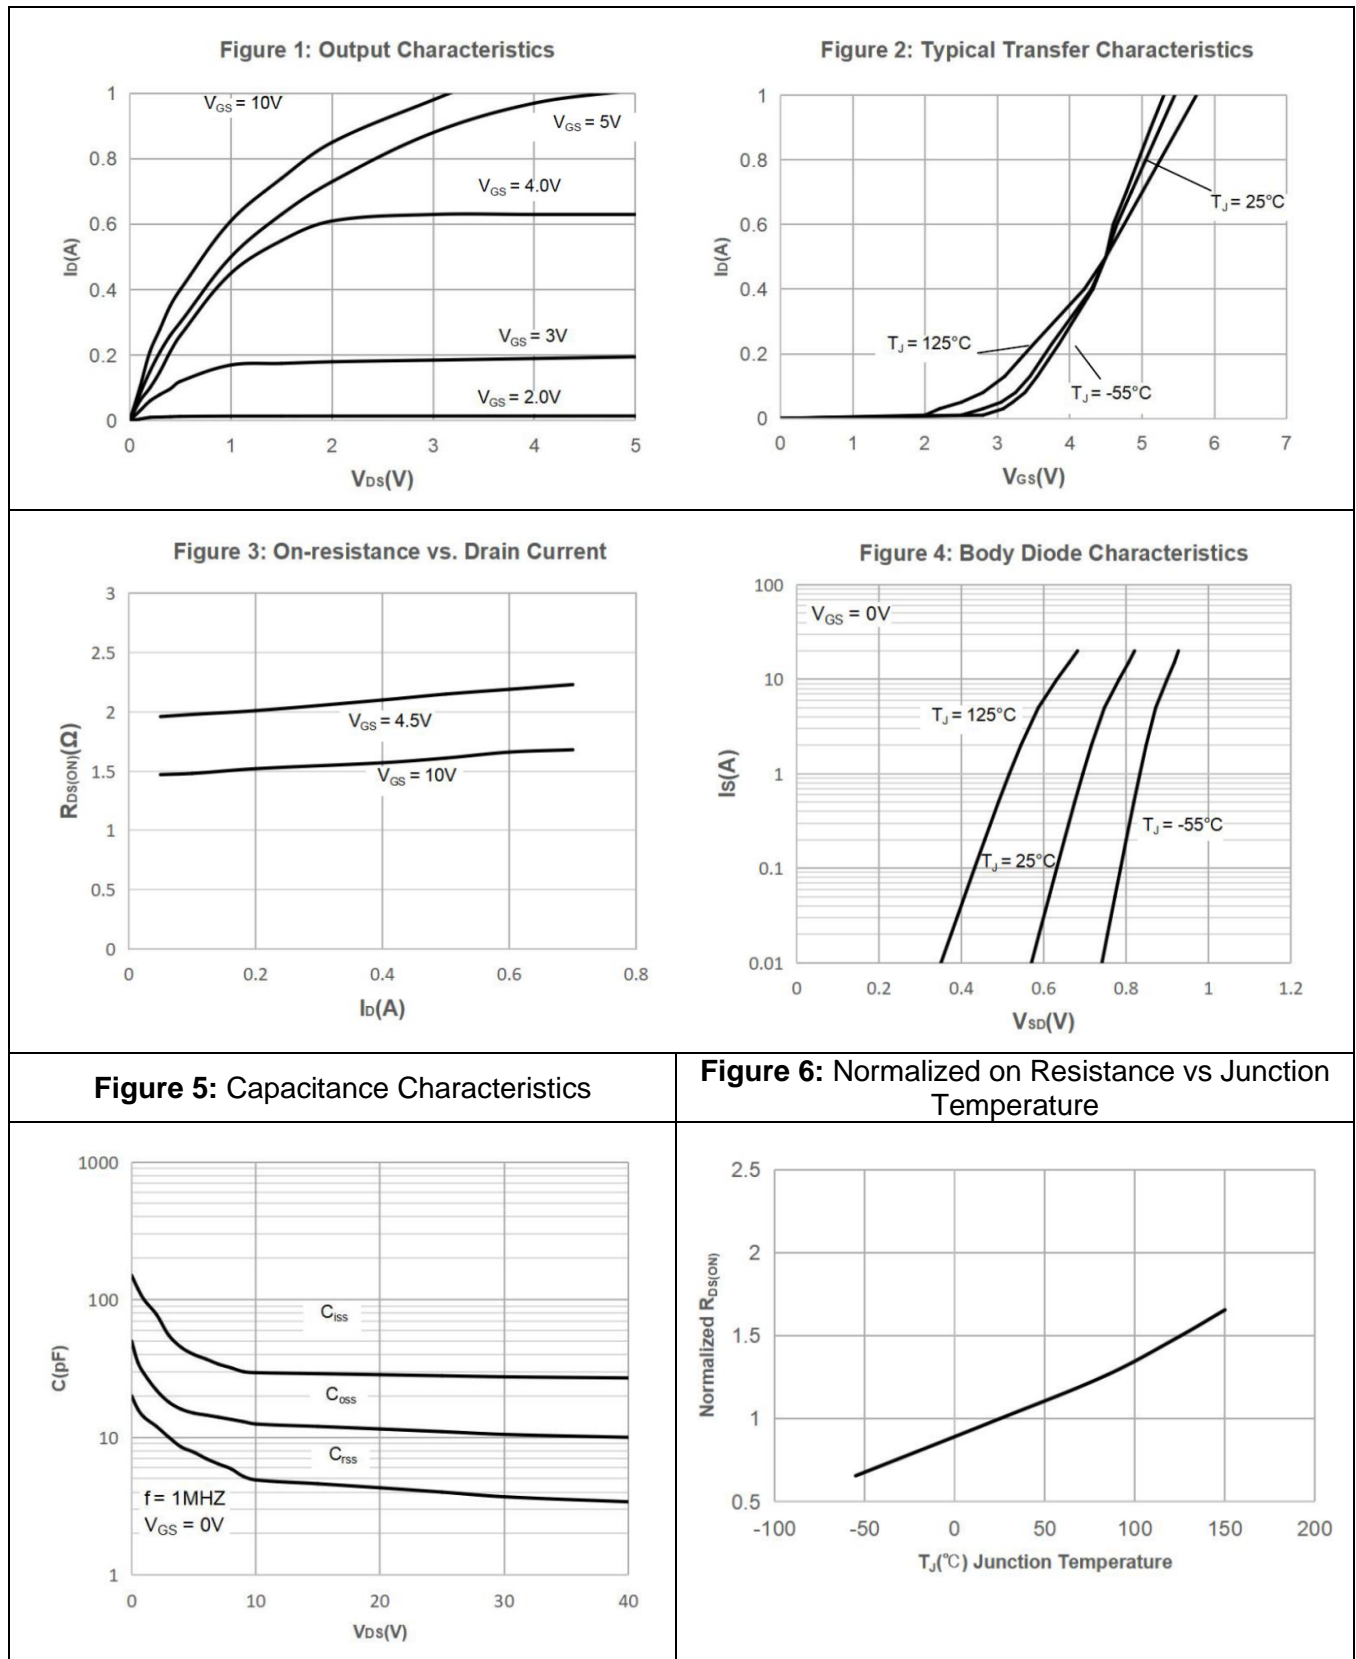 Figure 1: Output Characteristics
1
0.8
0.6
0.4
0.2
0
ID(A)
VGS = 10V
VGS = 5V
VGS = 4.0V
VGS = 3V
VGS = 2.0V
0 1 2 3 4 5
VDS(V)
Figure 2: Typical Transfer Characteristics
1
0.8
0.6
0.4
0.2
0
ID(A)
TJ = 25°C
TJ = 125°C
TJ = -55°C
0 1 2 3 4 5 6 7
VGS(V)
Figure 3: On-resistance vs. Drain Current
3
2.5
2
1.5
1
0.5
0
RDS(ON)(Ω)
VGS = 4.5V
VGS = 10V
0 0.2 0.4 0.6 0.8
ID(A)
Figure 4: Body Diode Characteristics
100
10
1
0.1
0.01
IS(A)
VGS = 0V
TJ = 125°C
TJ = -55°C
TJ = 25°C
0 0.2 0.4 0.6 0.8 1 1.2
VSD(V)
Figure 5: Capacitance Characteristics
1000
100
10
1
C(pF)
Ciss
Coss
Crss
f = 1MHZ
VGS = 0V
0 10 20 30 40
VDS(V)
Figure 6: Normalized on Resistance vs Junction
Temperature
2.5
2
1.5
1
0.5
Normalized RDS(ON)
-100 -50 0 50 100 150 200
TJ(℃) Junction Temperature